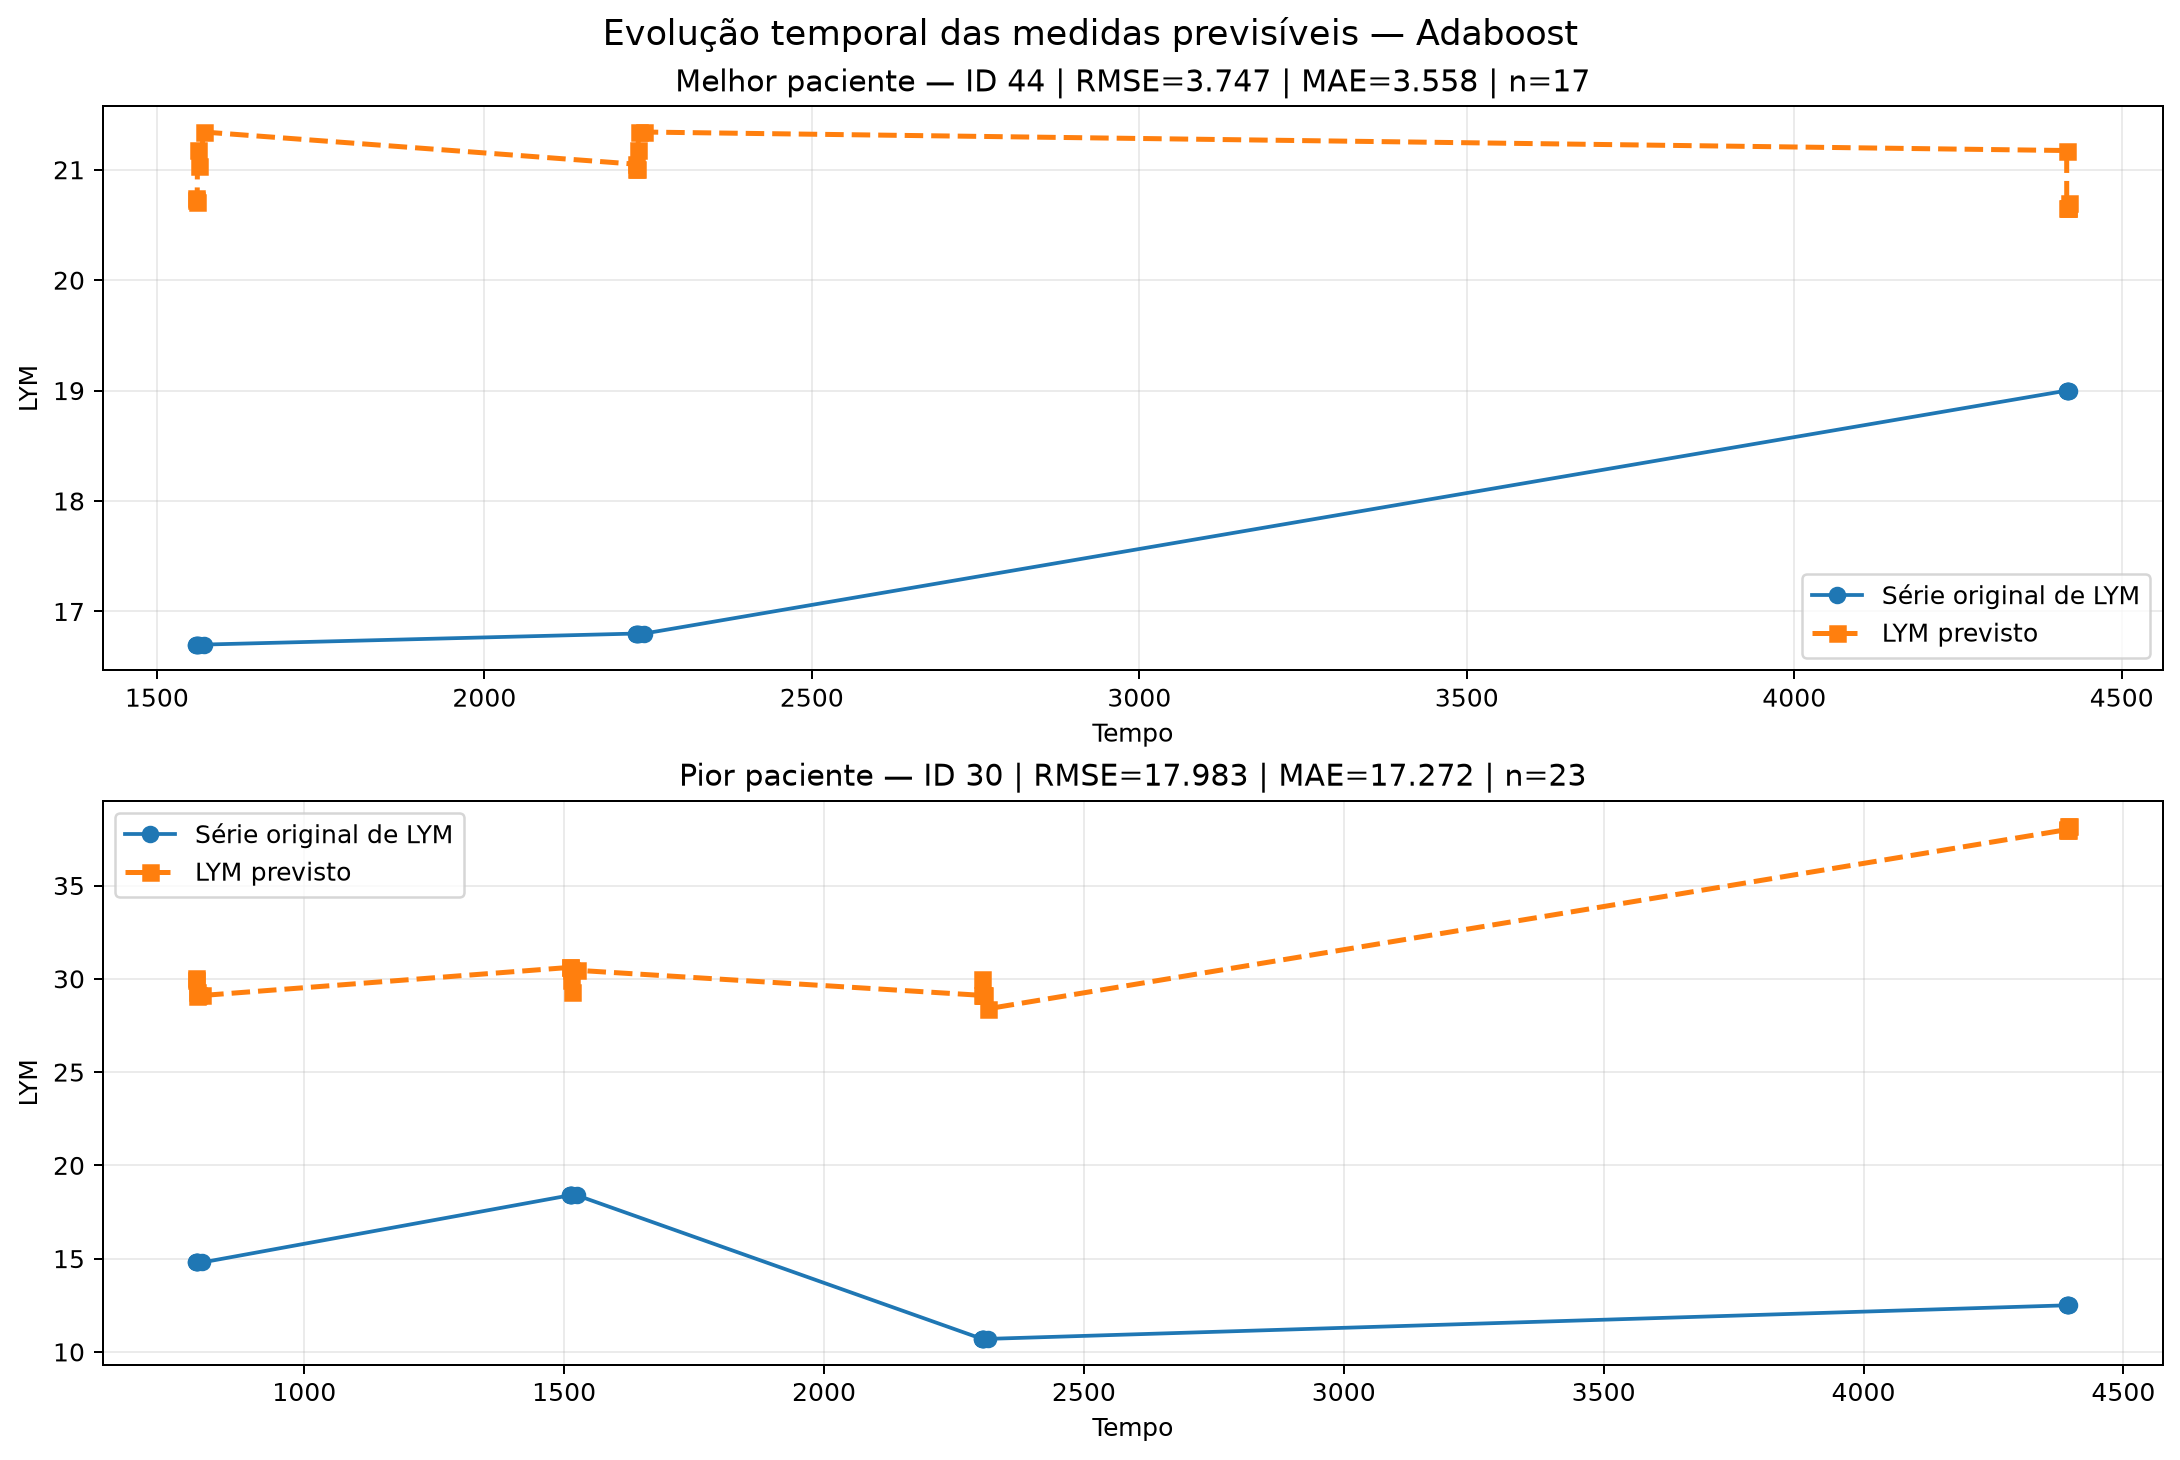 Evolução temporal das medidas previsíveis — Adaboost
Melhor paciente — ID 44 | RMSE=3.747 | MAE=3.558 | n=17
21
20
19
18
17
LYM
Série original de LYM
LYM previsto
1500 2000 2500 3000 3500 4000 4500
Tempo
Pior paciente — ID 30 | RMSE=17.983 | MAE=17.272 | n=23
Série original de LYM
LYM previsto
35
30
25
20
15
10
LYM
1000 1500 2000 2500 3000 3500 4000 4500
Tempo